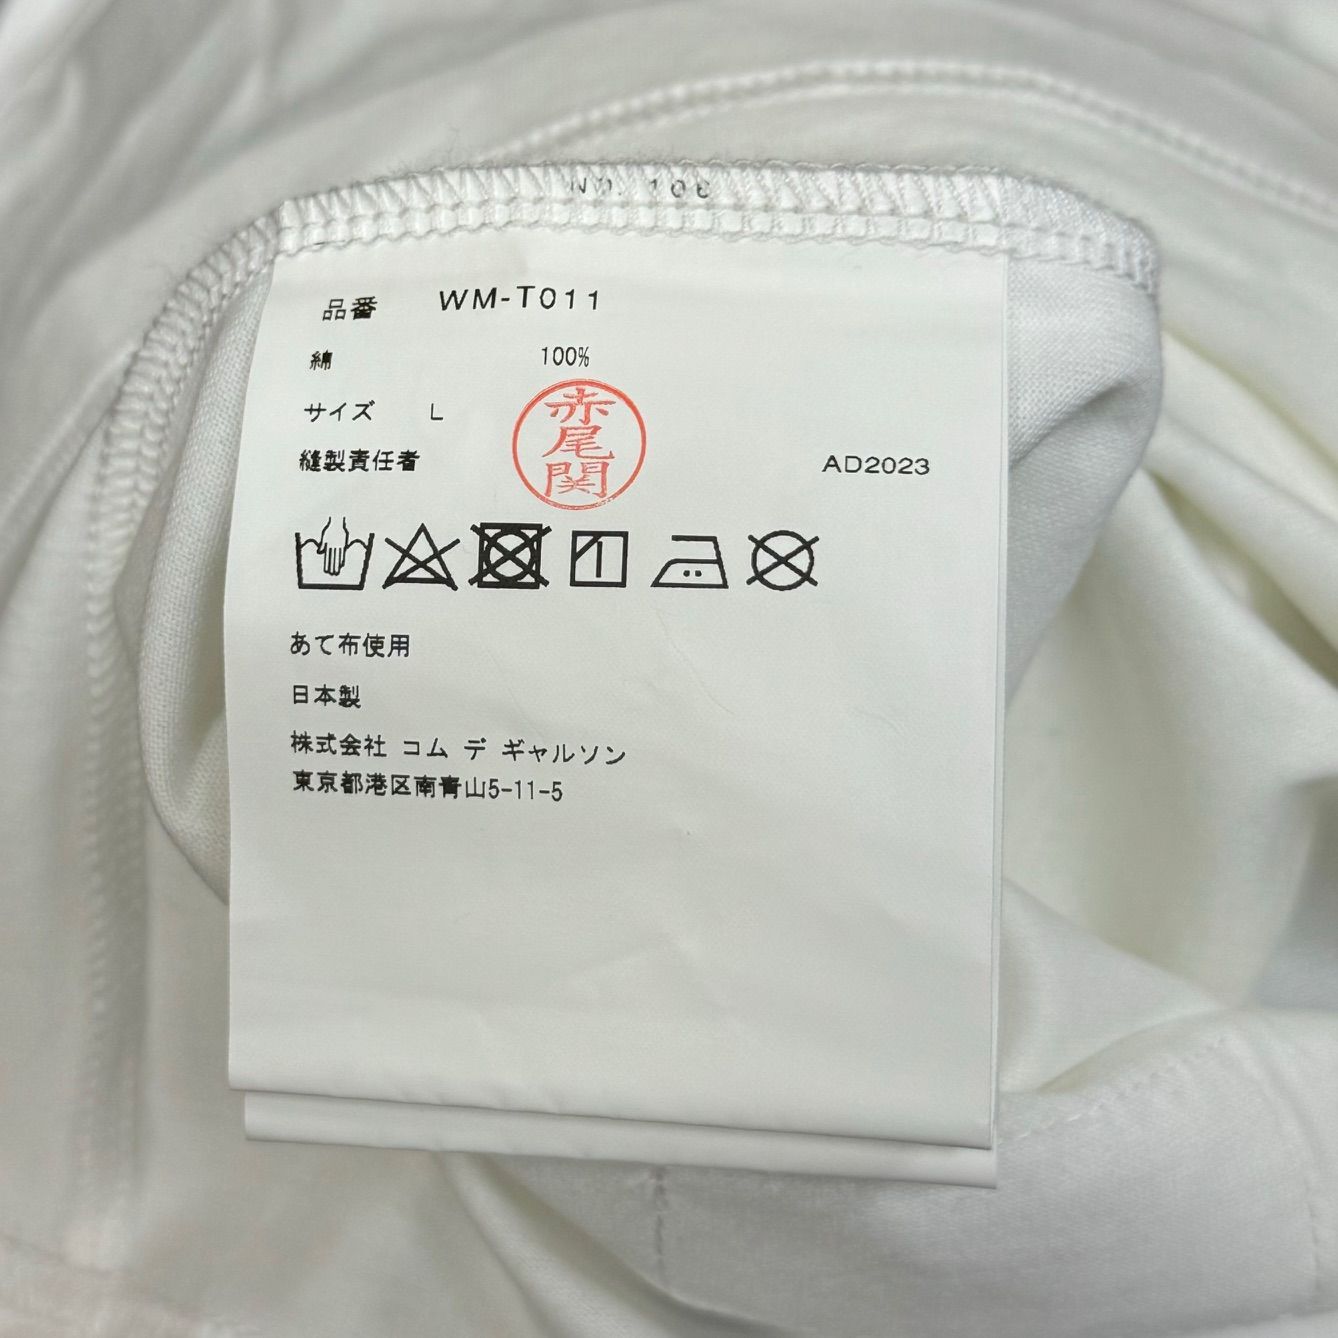 NO. 106
品番 WM-T011
綿 100%
サイズ L
縫製責任者 赤尾関 AD2023
あて布使用
日本製
株式会社 コム デ ギャルソン
東京都港区南青山5-11-5